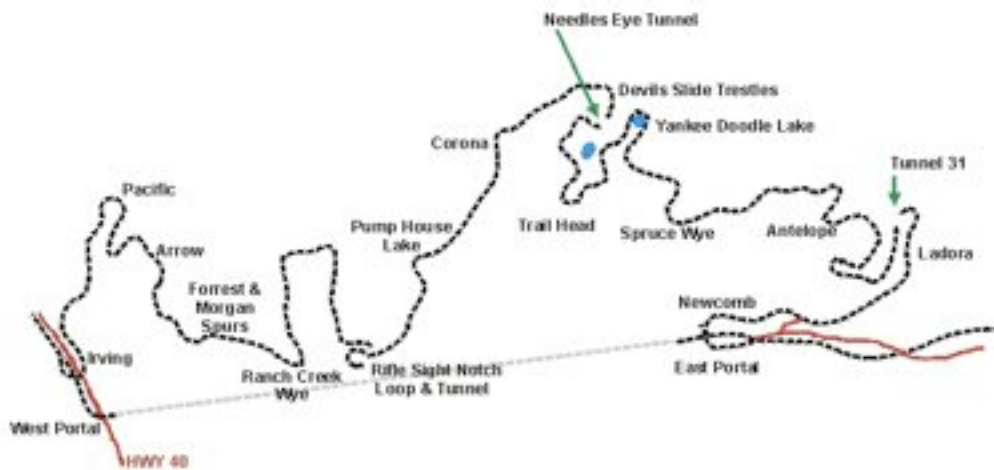 Needles Eye Tunnel
Devils Slide Trestles
Yankee Doodle Lake
Corona
Tunnel 31
Pacific
Trail Head
Pump House
Lake
Spruce Wye
Antelope
Arrow
Ladora
Forrest &
Morgan
Spurs
Newcomb
Irving
Ranch Creek
Wye
Rifle Sight Notch
Loop & Tunnel
East Portal
West Portal
HWY 40